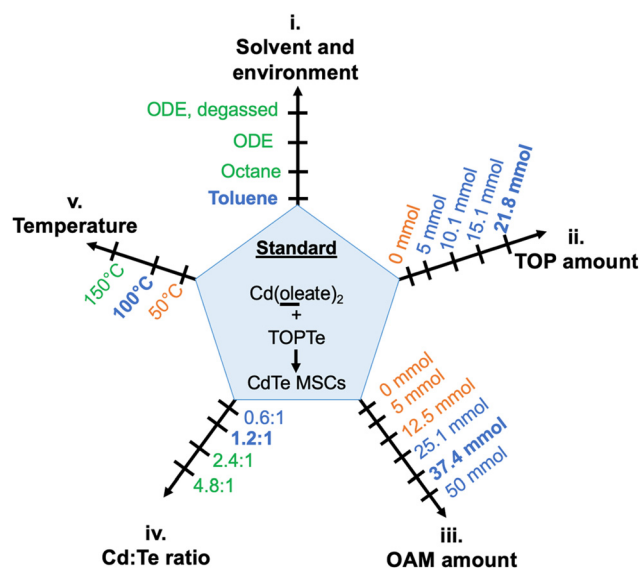 i.
Solvent and
environment
ODE, degassed
ODE
Octane
Toluene
ii.
TOP amount
0 mmol
5 mmol
10.1 mmol
15.1 mmol
21.8 mmol
v.
Temperature
150°C
100°C
50°C
Standard
Cd(oleate)₂
+
TOPTe
CdTe MSCs
0 mmol
5 mmol
12.5 mmol
25.1 mmol
37.4 mmol
50 mmol
iii.
OAM amount
0.6:1
1.2:1
2.4:1
4.8:1
iv.
Cd:Te ratio